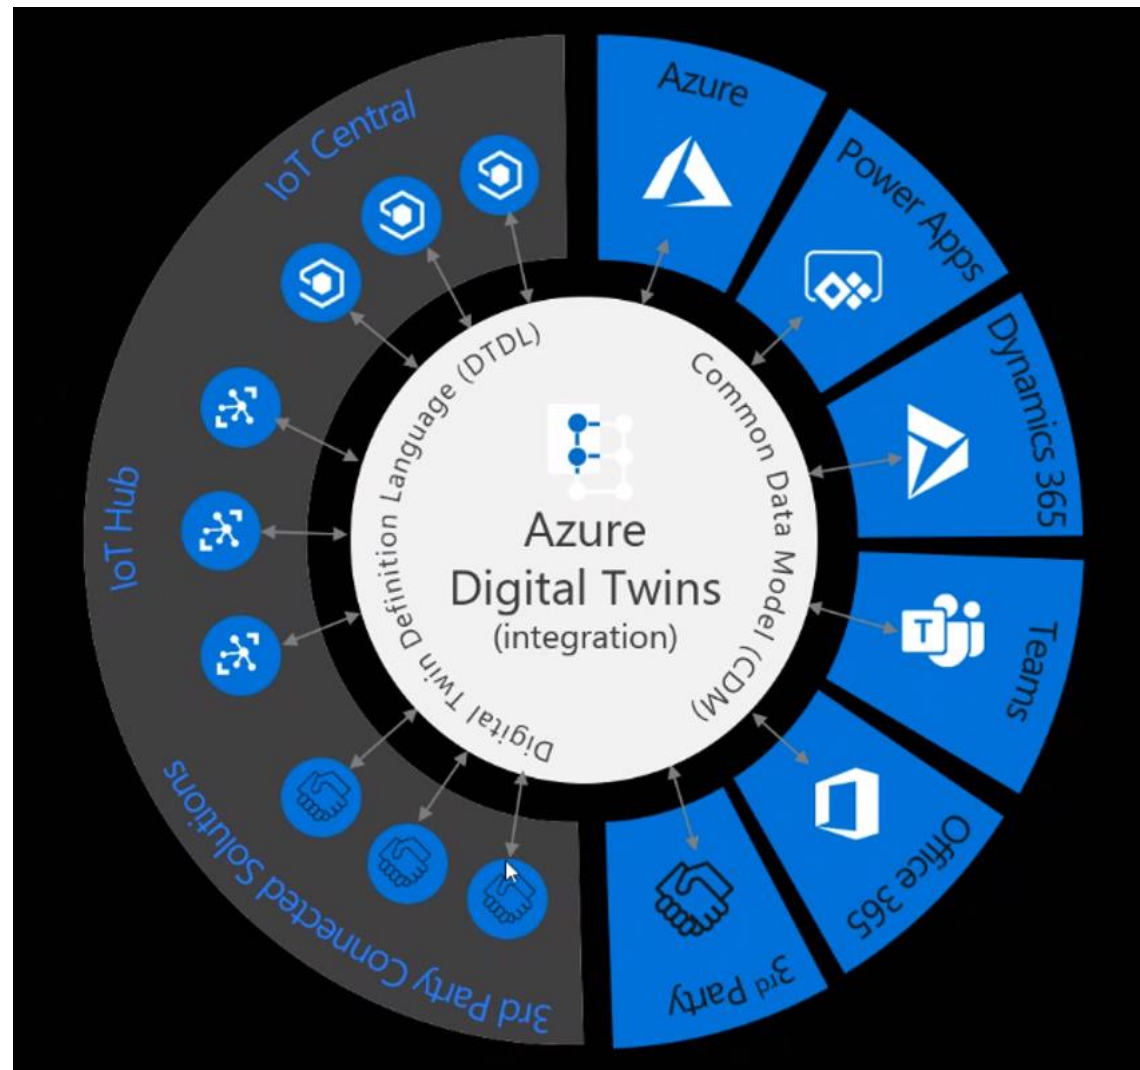 IoT Central
IoT Hub
3rd Party Connected Solutions
Digital Twin Definition Language (DTDL)
Azure
Digital Twins
(integration)
Common Data Model (CDM)
Azure
Power Apps
Dynamics 365
T
Teams
Office 365
3rd Party